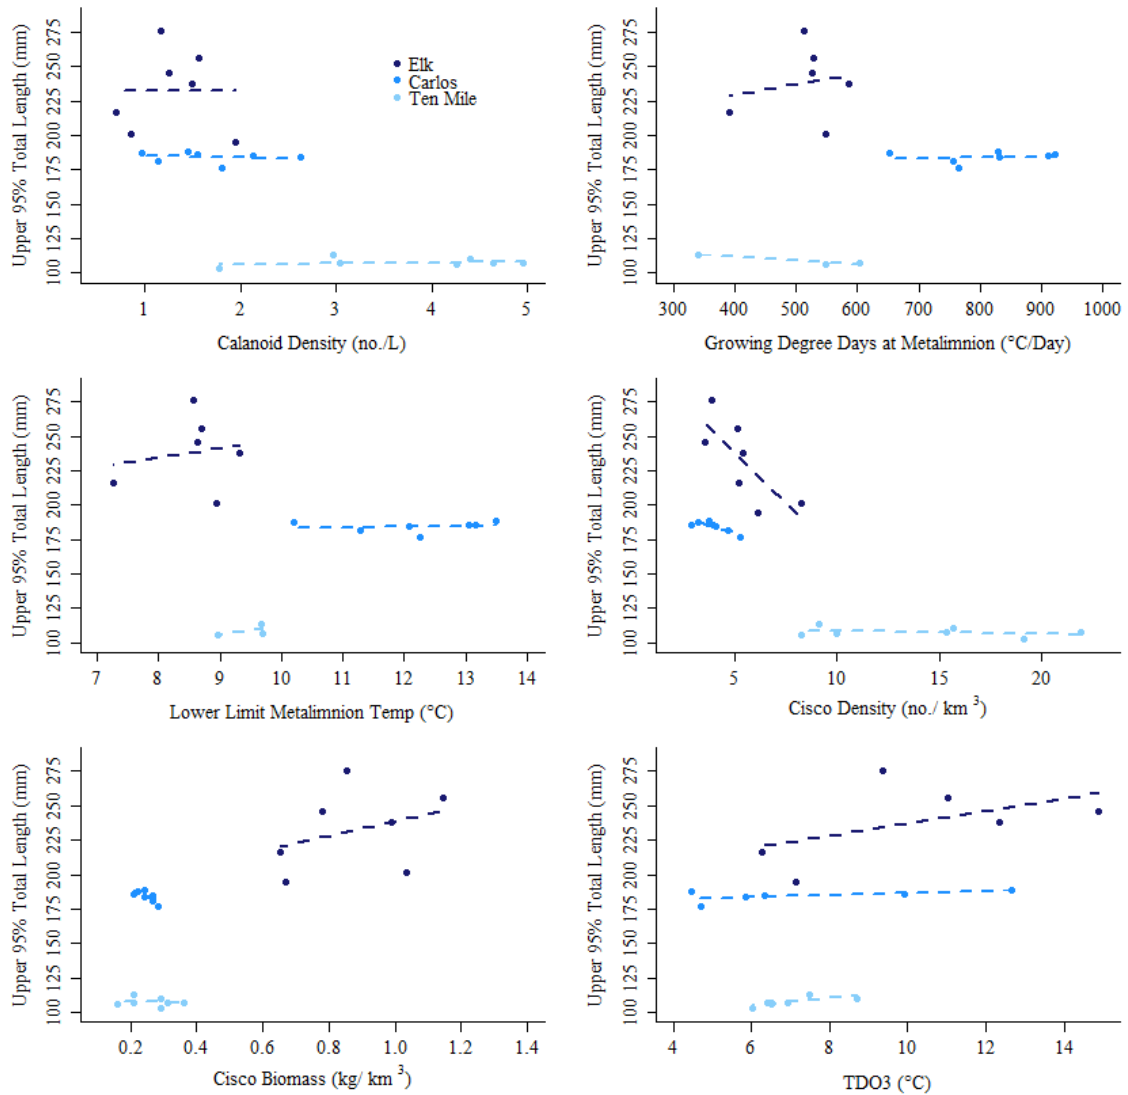 Upper 95% Total Length (mm)
100 125 150 175 200 225 250 275
Elk
Carlos
Ten Mile
1 2 3 4 5
Calanoid Density (no./L)
Upper 95% Total Length (mm)
100 125 150 175 200 225 250 275
300 400 500 600 700 800 900 1000
Growing Degree Days at Metalimnion (°C/Day)
Upper 95% Total Length (mm)
100 125 150 175 200 225 250 275
7 8 9 10 11 12 13 14
Lower Limit Metalimnion Temp (°C)
Upper 95% Total Length (mm)
100 125 150 175 200 225 250 275
5 10 15 20
Cisco Density (no./ km 3)
Upper 95% Total Length (mm)
100 125 150 175 200 225 250 275
0.2 0.4 0.6 0.8 1.0 1.2 1.4
Cisco Biomass (kg/ km 3)
Upper 95% Total Length (mm)
100 125 150 175 200 225 250 275
4 6 8 10 12 14
TDO3 (°C)